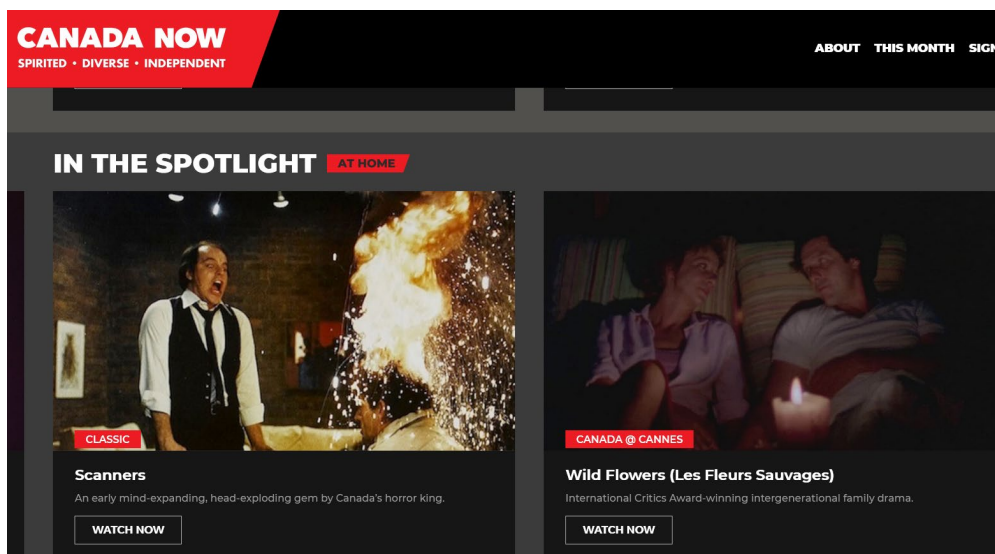 CANADA NOW
SPIRITED • DIVERSE • INDEPENDENT
ABOUT THIS MONTH SIGN
IN THE SPOTLIGHT AT HOME
CLASSIC
Scanners
An early mind-expanding, head-exploding gem by Canada's horror king.
WATCH NOW
CANADA @ CANNES
Wild Flowers (Les Fleurs Sauvages)
International Critics Award-winning intergenerational family drama.
WATCH NOW